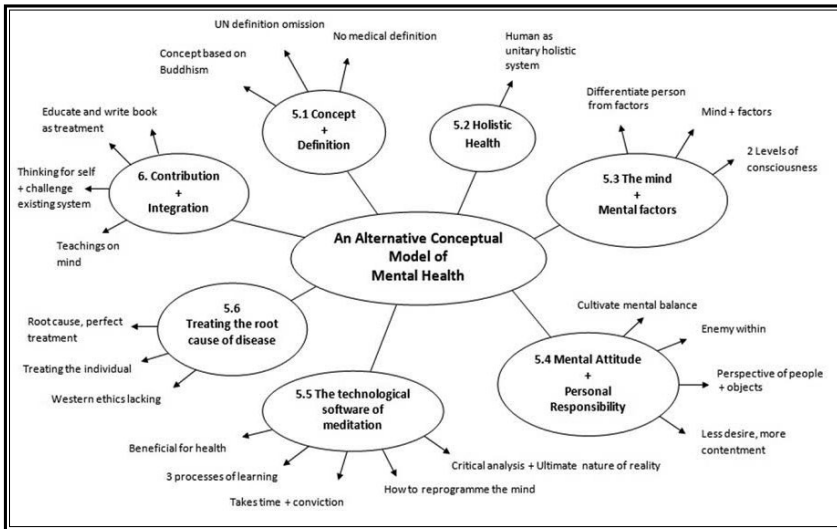 UN definition omission
No medical definition
Concept based on
Buddhism
5.1 Concept
+
Definition
Human as
unitary holistic
system
5.2 Holistic
Health
Differentiate person
from factors
Mind + factors
2 Levels of
consciousness
5.3 The mind
+
Mental factors
Educate and write book
as treatment
Thinking for self
+ challenge
existing system
Teachings on
mind
6. Contribution
+
Integration
An Alternative Conceptual
Model of
Mental Health
5.6
Treating the root
cause of disease
Root cause, perfect
treatment
Treating the individual
Western ethics lacking
5.4 Mental Attitude
+
Personal
Responsibility
Cultivate mental balance
Enemy within
Perspective of people
+ objects
Less desire, more
contentment
5.5 The technological
software of
meditation
Beneficial for health
3 processes of learning
Takes time + conviction
How to reprogramme the mind
Critical analysis + Ultimate nature of reality